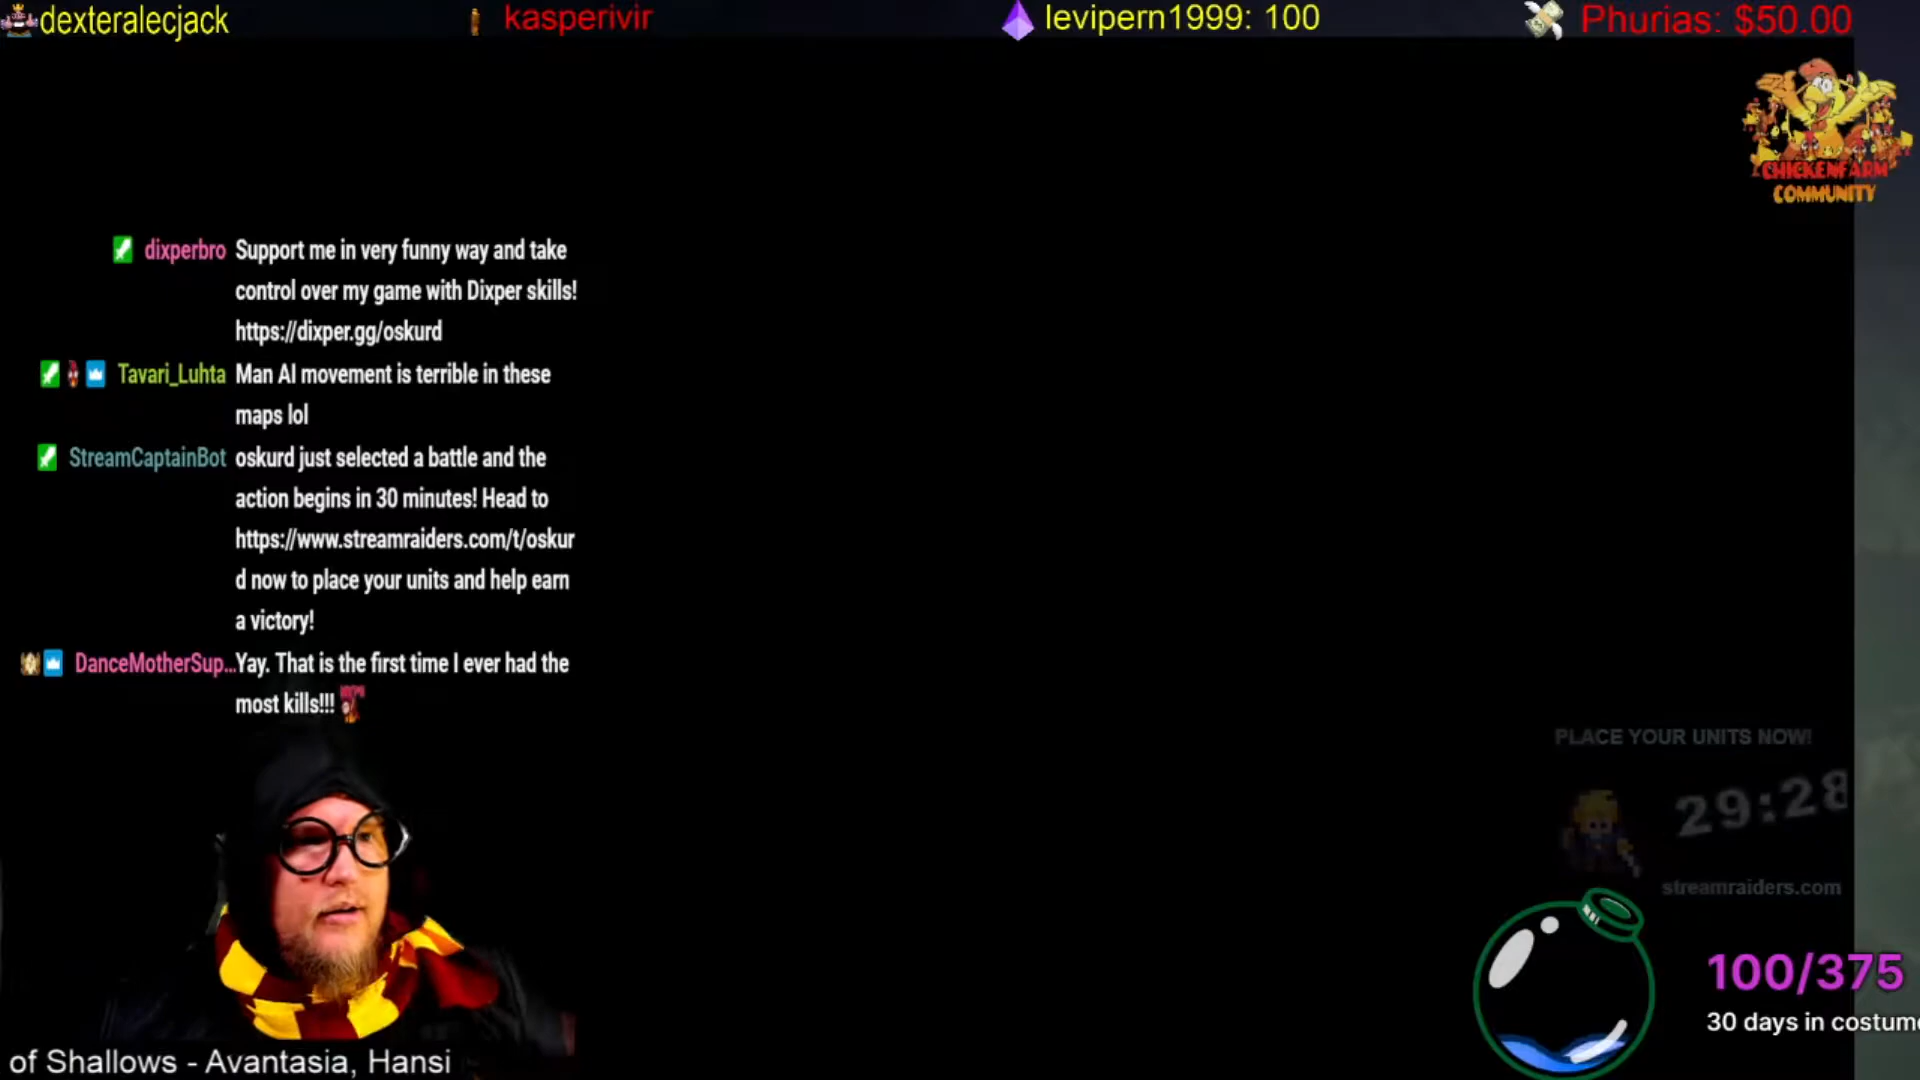 dexteralecjack
kasperivir
levipern1999: 100
Phurias: $50.00
CHICKENFARM
COMMUNITY
dixperbro Support me in very funny way and take
control over my game with Dixper skills!
https://dixper.gg/oskurd
Tavari_Luhta Man AI movement is terrible in these
maps lol
StreamCaptainBot oskurd just selected a battle and the
action begins in 30 minutes! Head to
https://www.streamraiders.com/t/oskur
d now to place your units and help earn
a victory!
DanceMotherSup... Yay. That is the first time I ever had the
most kills!!!
PLACE YOUR UNITS NOW!
29:28
streamraiders.com
100/375
30 days in costume
of Shallows - Avantasia, Hansi